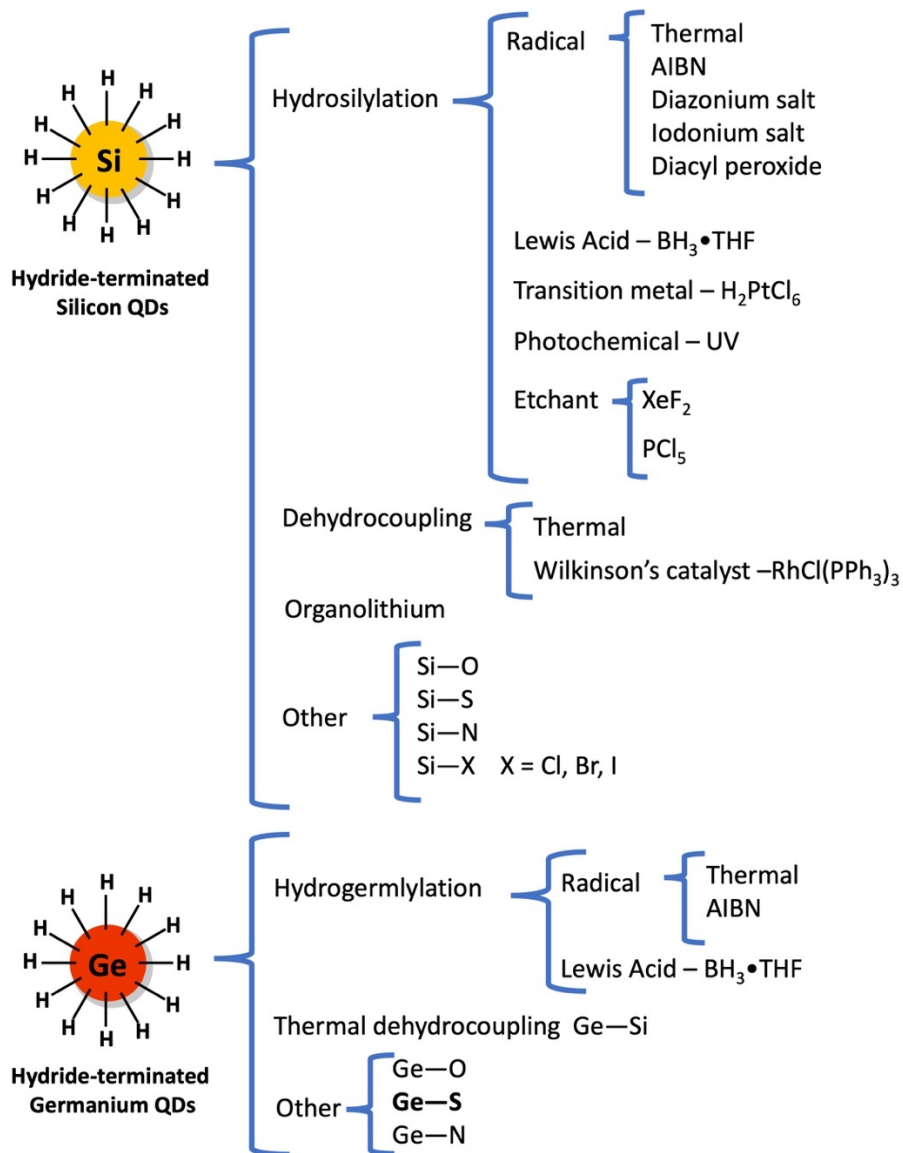 H
H
H
H
H
H
H
H
H
H
H
H
Si
Hydride-terminated
Silicon QDs
Hydrosilylation
Radical
Thermal
AIBN
Diazonium salt
Iodonium salt
Diacyl peroxide
Lewis Acid – BH₃•THF
Transition metal – H₂PtCl₆
Photochemical – UV
Etchant
XeF₂
PCl₅
Dehydrocoupling
Thermal
Wilkinson’s catalyst –RhCl(PPh₃)₃
Organolithium
Other
Si—O
Si—S
Si—N
Si—X X = Cl, Br, I
H
H
H
H
H
H
H
H
H
H
H
H
Ge
Hydride-terminated
Germanium QDs
Hydrogermlylation
Radical
Thermal
AIBN
Lewis Acid – BH₃•THF
Thermal dehydrocoupling Ge—Si
Other
Ge—O
Ge—S
Ge—N